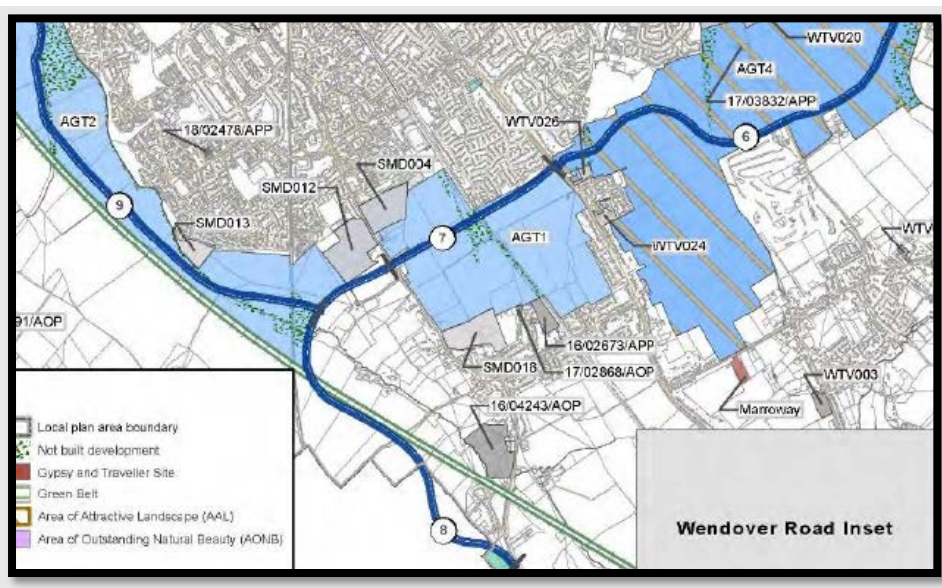 WTV020
AGT4
AGT2
17/03832/APP
18/02478/APP
WTV026
6
SMD004
SMD012
9
SMD013
7
AGT1
WTV024
WTV
91/AOP
16/02673/APP
SMD018
17/02868/AOP
WTV003
16/04243/AOP
Marroway
Local plan area boundary
Not built development
Gypsy and Traveller Site
Green Belt
Area of Attractive Landscape (AAL)
Area of Outstanding Natural Beauty (AONB)
8
Wendover Road Inset